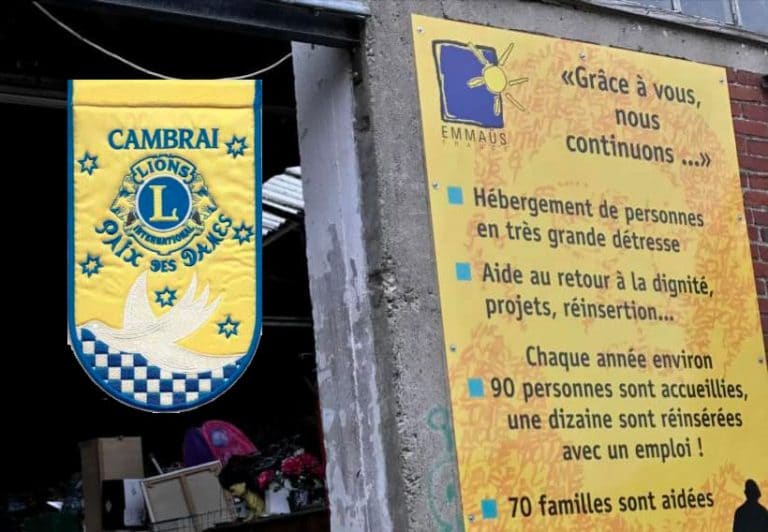 CAMBRAI
LIONS
L
INTERNATIONAL
PAIX DES DAMES
EMMAÜS
FRANCE
«Grâce à vous,
nous
continuons ...»
Hébergement de personnes
en très grande détresse
Aide au retour à la dignité,
projets, réinsertion...
Chaque année environ
90 personnes sont accueillies,
une dizaine sont réinsérées
avec un emploi !
70 familles sont aidées